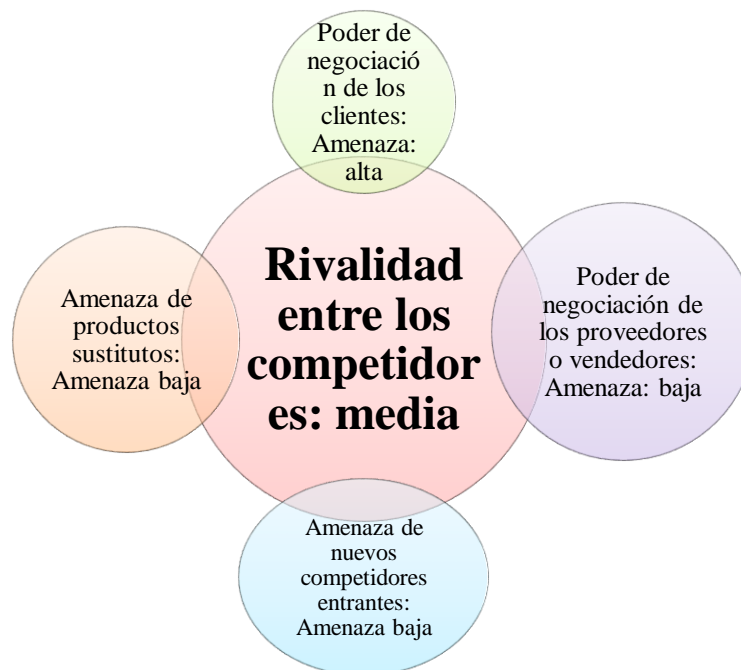 Poder de
negociació
n de los
clientes:
Amenaza:
alta
Rivalidad
entre los
competidor
es: media
Amenaza de
productos
sustitutos:
Amenaza baja
Poder de
negociación de
los proveedores
o vendedores:
Amenaza: baja
Amenaza de
nuevos
competidores
entrantes:
Amenaza baja